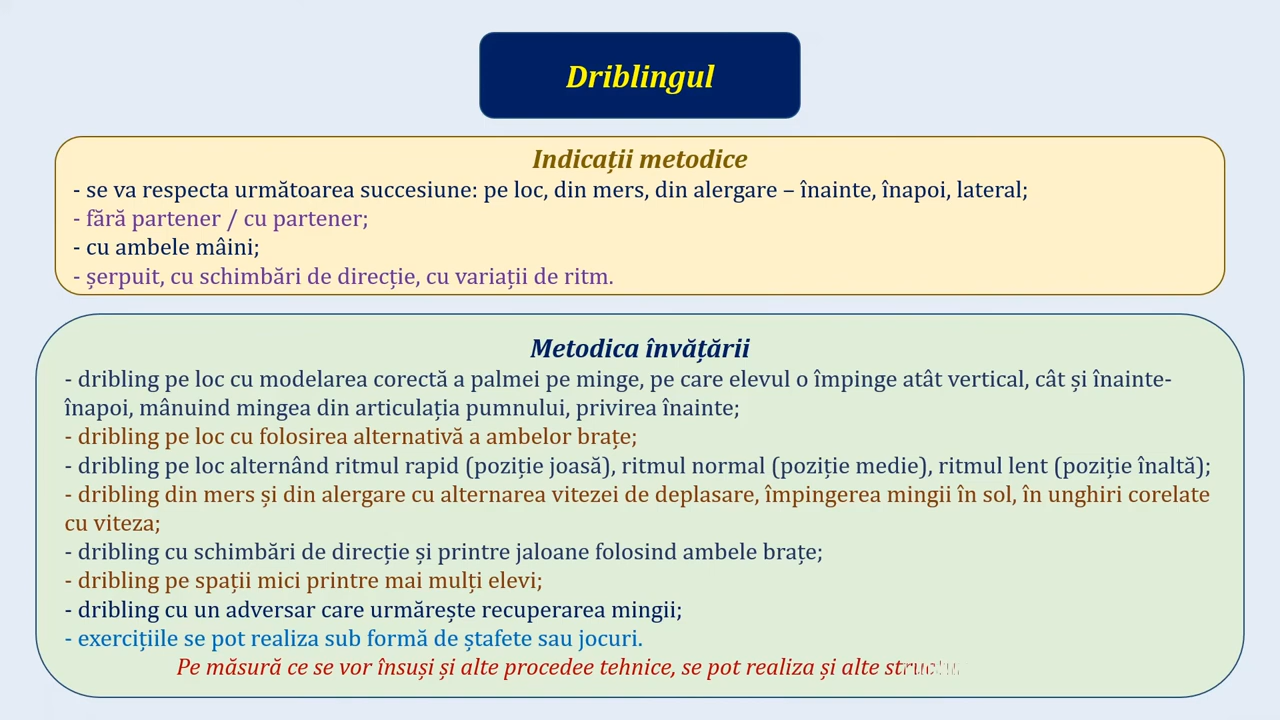 Driblingul
Indicații metodice
- se va respecta următoarea succesiune: pe loc, din mers, din alergare – înainte, înapoi, lateral;
- fără partener / cu partener;
- cu ambele mâini;
- șerpuit, cu schimbări de direcție, cu variații de ritm.
Metodica învățării
- dribling pe loc cu modelarea corectă a palmei pe minge, pe care elevul o împinge atât vertical, cât și înainte-
înapoi, mânuind mingea din articulația pumnului, privirea înainte;
- dribling pe loc cu folosirea alternativă a ambelor brațe;
- dribling pe loc alternând ritmul rapid (poziție joasă), ritmul normal (poziție medie), ritmul lent (poziție înaltă);
- dribling din mers și din alergare cu alternarea vitezei de deplasare, împingerea mingii în sol, în unghiri corelate
cu viteza;
- dribling cu schimbări de direcție și printre jaloane folosind ambele brațe;
- dribling pe spații mici printre mai mulți elevi;
- dribling cu un adversar care urmărește recuperarea mingii;
- exercițiile se pot realiza sub formă de ștafete sau jocuri.
Pe măsură ce se vor însuși și alte procedee tehnice, se pot realiza și alte